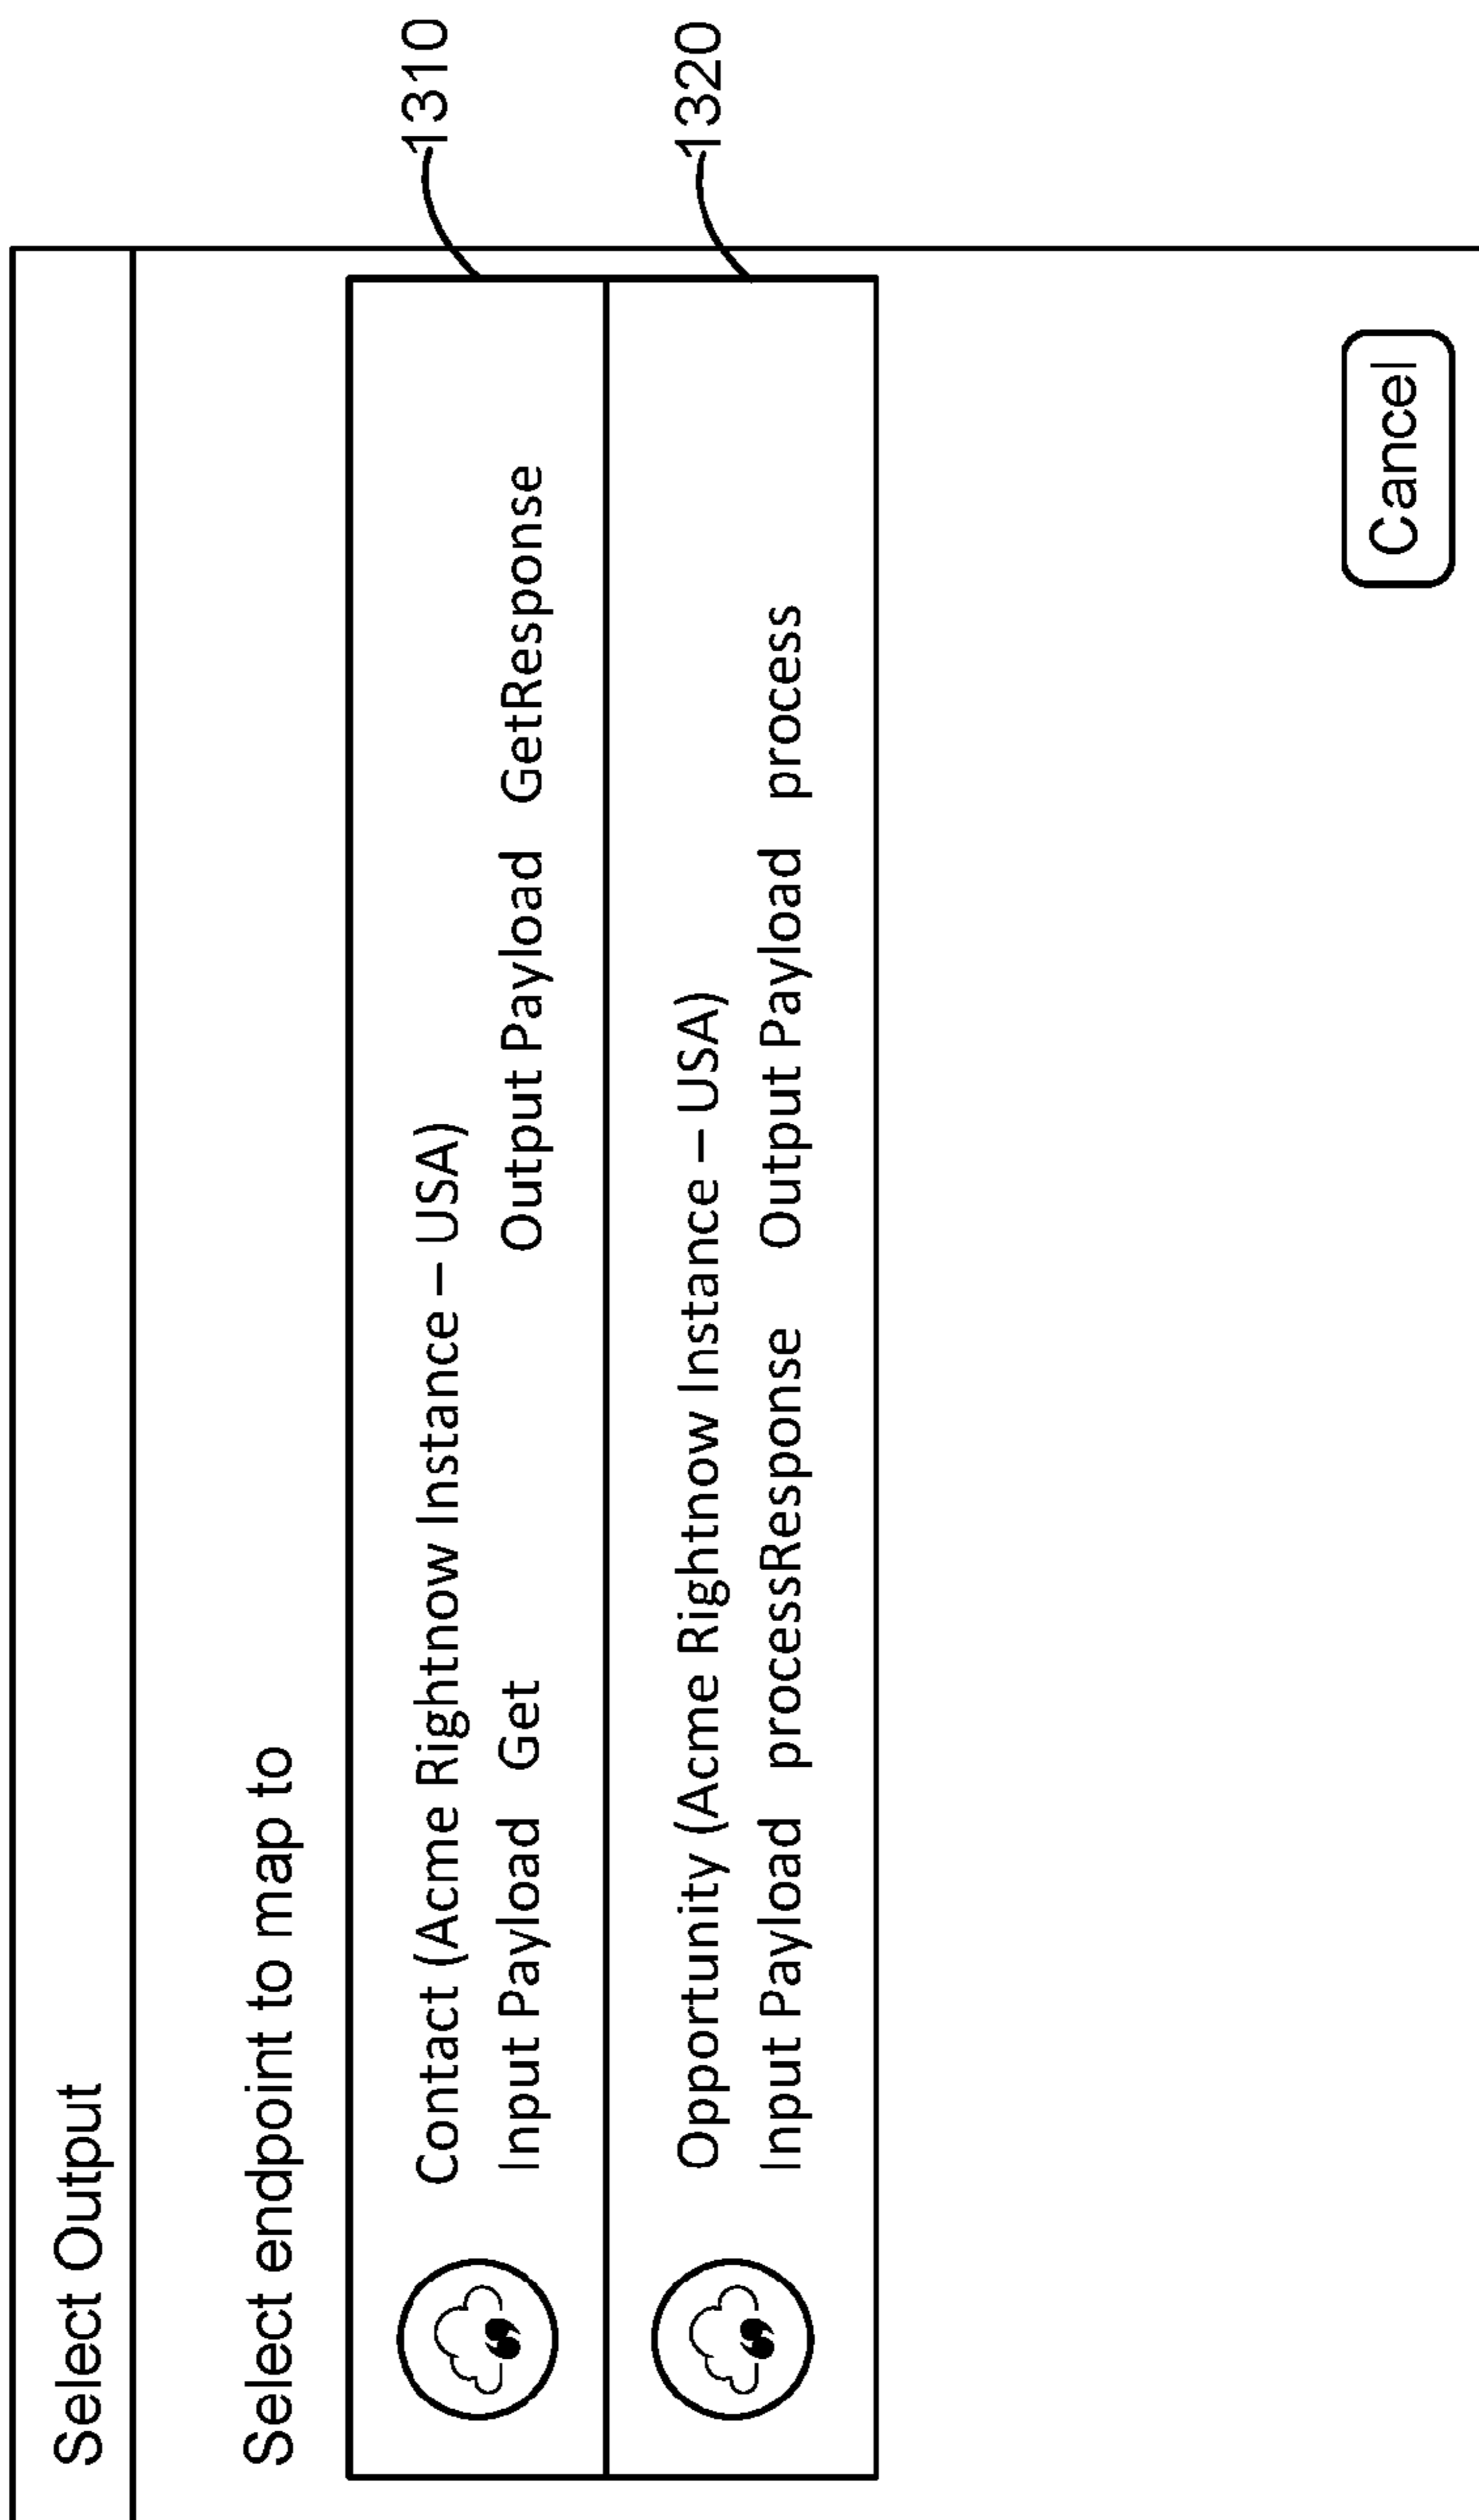 Select Output
Select endpoint to map to
Contact (Acme Rightnow Instance – USA)
Input Payload Get Output Payload GetResponse
1310
Opportunity (Acme Rightnow Instance – USA)
Input Payload processResponse Output Payload process
1320
Cancel